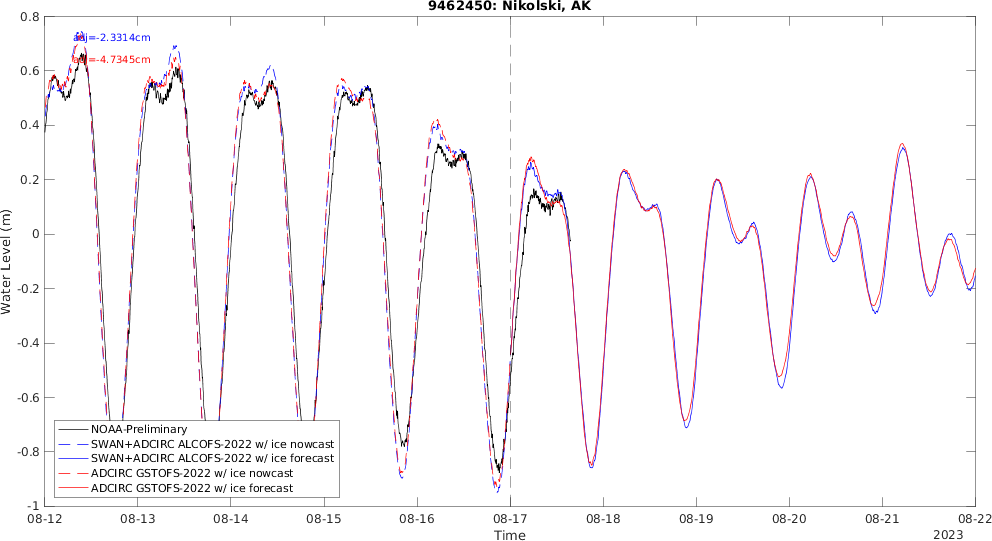 9462450: Nikolski, AK
adj=-2.3314cm
adj=-4.7345cm
0.8
0.6
0.4
0.2
0
-0.2
-0.4
-0.6
-0.8
-1
Water Level (m)
NOAA-Preliminary
SWAN+ADCIRC ALCOFS-2022 w/ ice nowcast
SWAN+ADCIRC ALCOFS-2022 w/ ice forecast
ADCIRC GSTOFS-2022 w/ ice nowcast
ADCIRC GSTOFS-2022 w/ ice forecast
08-12 08-13 08-14 08-15 08-16 08-17 08-18 08-19 08-20 08-21 08-22
Time
2023